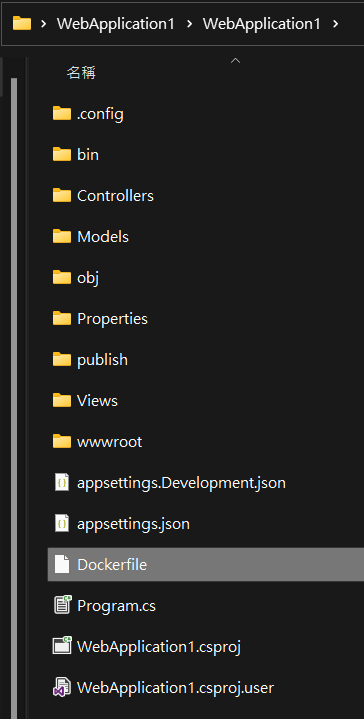 WebApplication1 > WebApplication1 >
名稱
.config
bin
Controllers
Models
obj
Properties
publish
Views
wwwroot
appsettings.Development.json
appsettings.json
Dockerfile
Program.cs
WebApplication1.csproj
WebApplication1.csproj.user